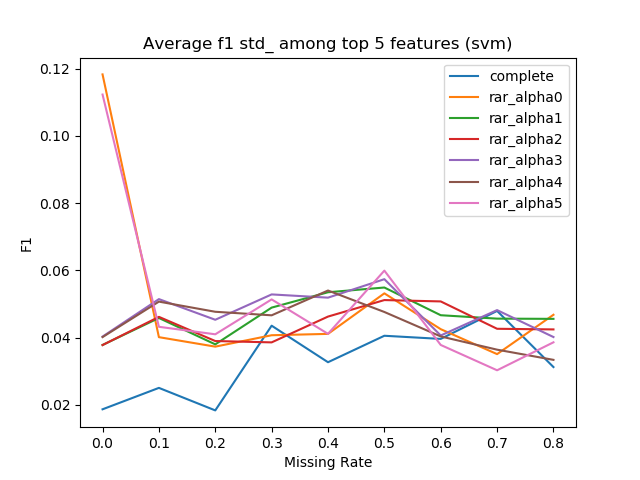 Average f1 std_ among top 5 features (svm)
0.12
0.10
0.08
0.06
0.04
0.02
F1
complete
rar_alpha0
rar_alpha1
rar_alpha2
rar_alpha3
rar_alpha4
rar_alpha5
0.0 0.1 0.2 0.3 0.4 0.5 0.6 0.7 0.8
Missing Rate